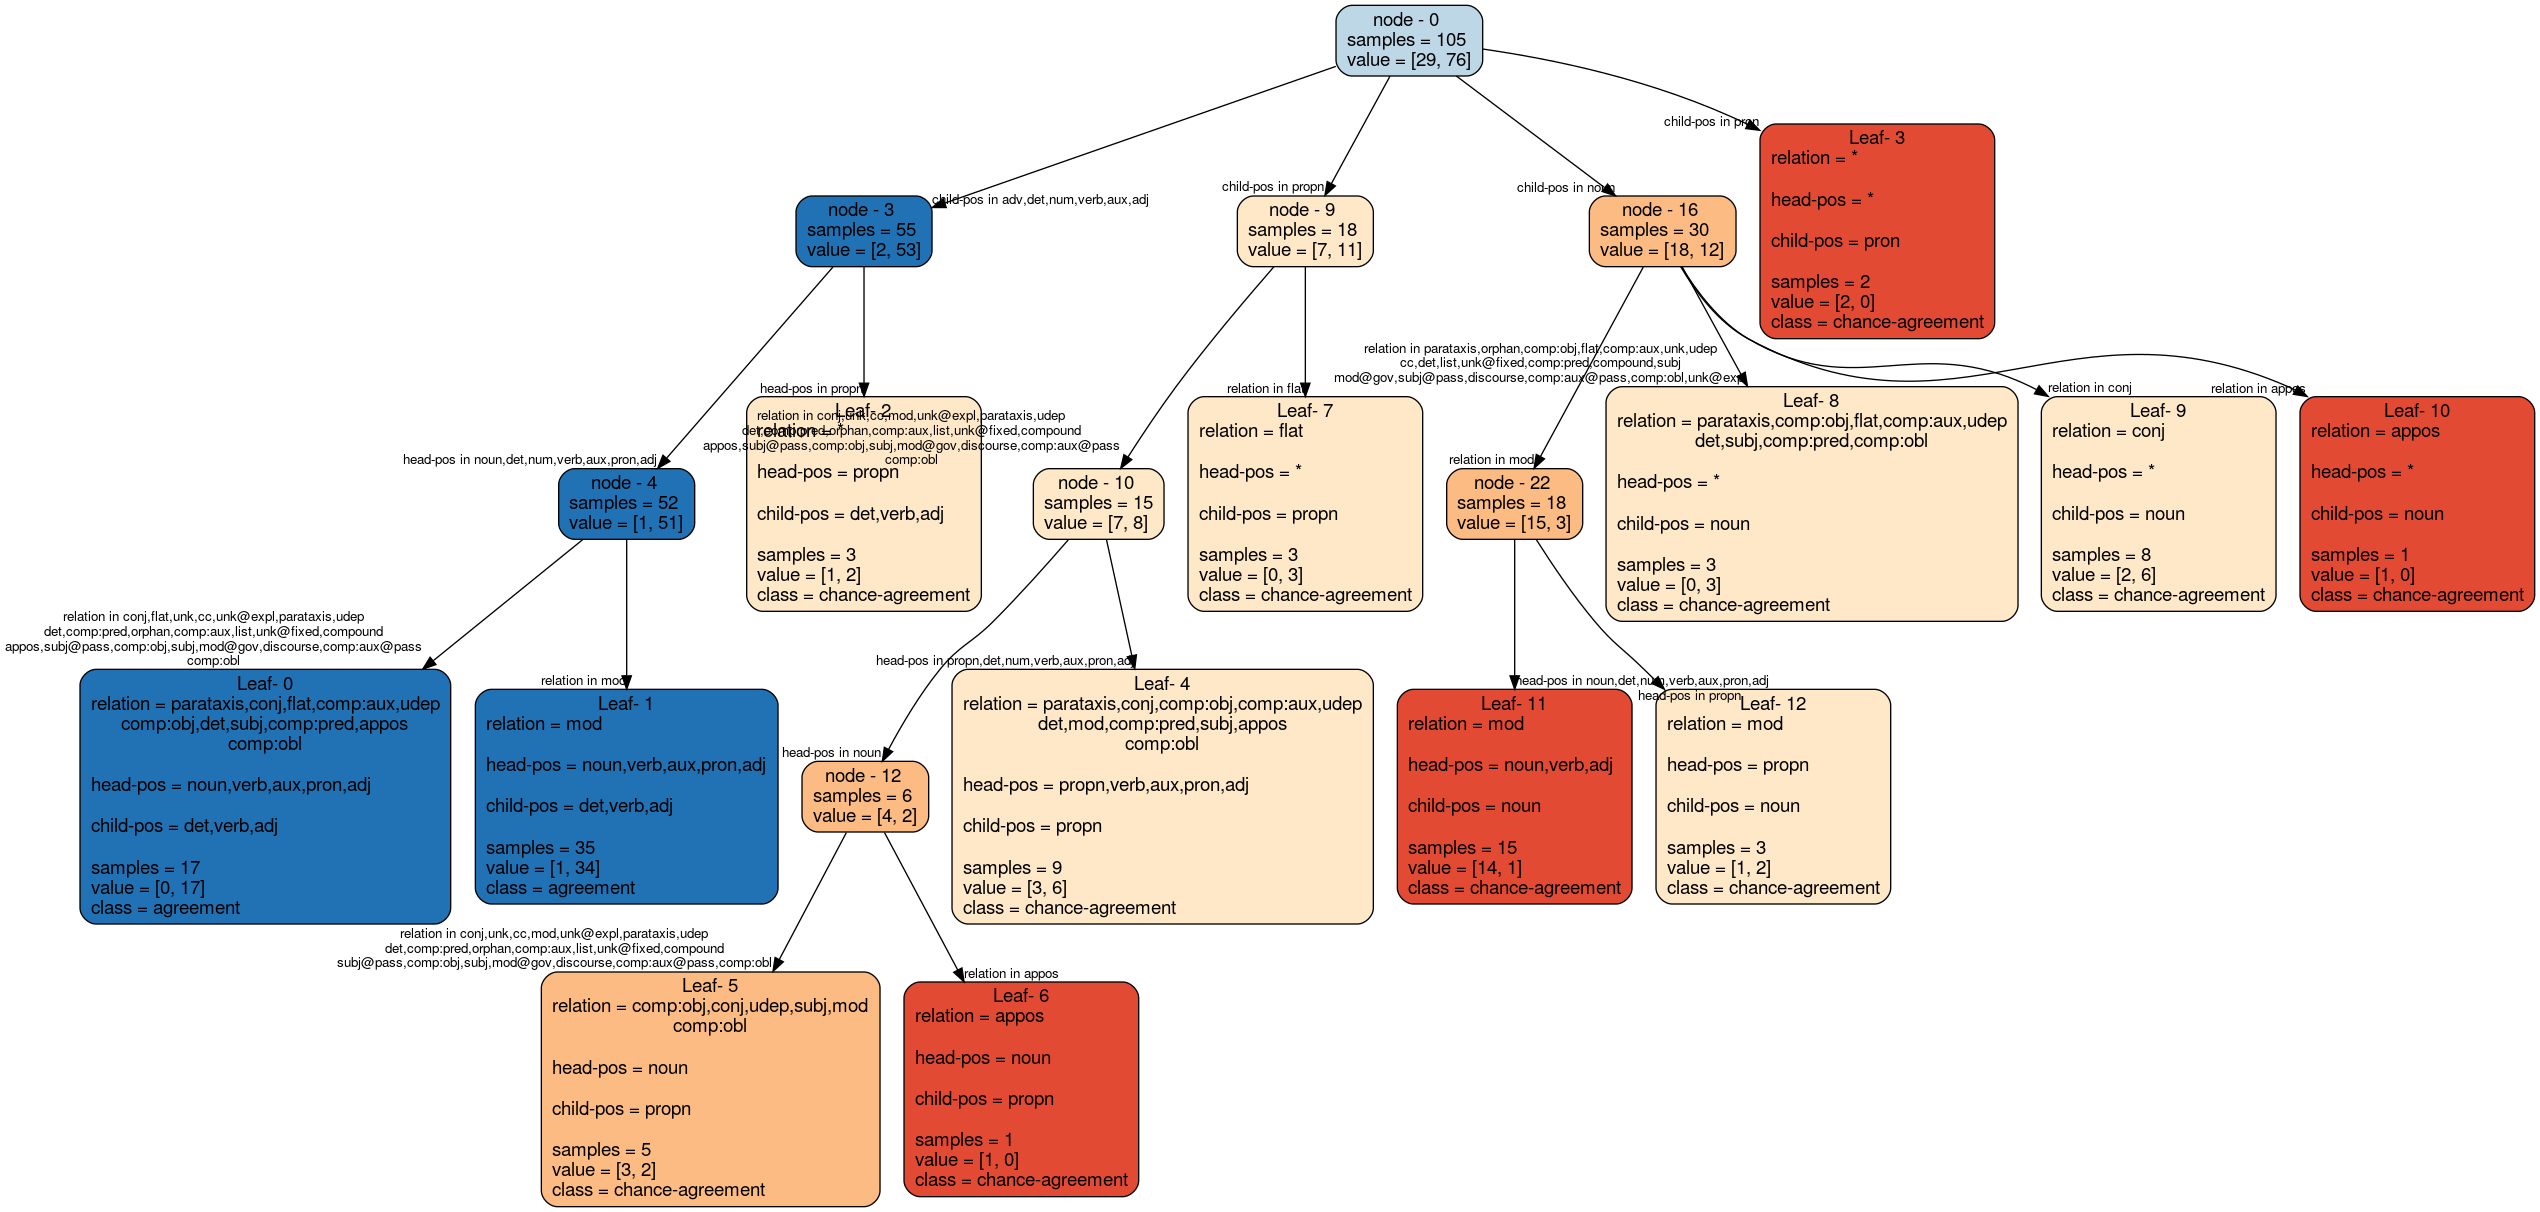 node - 0
samples = 105
value = [29, 76]
child-pos in pron
Leaf- 3
relation = *
head-pos = *
child-pos = pron
samples = 2
value = [2, 0]
class = chance-agreement
child-pos in adv,det,num,verb,aux,adj
node - 3
samples = 55
value = [2, 53]
child-pos in propn
node - 9
samples = 18
value = [7, 11]
child-pos in noun
node - 16
samples = 30
value = [18, 12]
head-pos in propn
Leaf- 2
relation = *
head-pos = propn
child-pos = det,verb,adj
samples = 3
value = [1, 2]
class = chance-agreement
relation in conj,unk,cc,mod,unk@expl,parataxis,udep
det,comp:pred,orphan,comp:aux,list,unk@fixed,compound
appos,subj@pass,comp:obj,subj,mod@gov,discourse,comp:aux@pass
comp:obl
relation in flat
Leaf- 7
relation = flat
head-pos = *
child-pos = propn
samples = 3
value = [0, 3]
class = chance-agreement
relation in parataxis,orphan,comp:obj,flat,comp:aux,unk,udep
cc,det,list,unk@fixed,comp:pred,compound,subj
mod@gov,subj@pass,discourse,comp:aux@pass,comp:obl,unk@expl
Leaf- 8
relation = parataxis,comp:obj,flat,comp:aux,udep
det,subj,comp:pred,comp:obl
head-pos = *
child-pos = noun
samples = 3
value = [0, 3]
class = chance-agreement
relation in conj
Leaf- 9
relation = conj
head-pos = *
child-pos = noun
samples = 8
value = [2, 6]
class = chance-agreement
relation in appos
Leaf- 10
relation = appos
head-pos = *
child-pos = noun
samples = 1
value = [1, 0]
class = chance-agreement
head-pos in noun,det,num,verb,aux,pron,adj
node - 4
samples = 52
value = [1, 51]
node - 10
samples = 15
value = [7, 8]
relation in mod
node - 22
samples = 18
value = [15, 3]
relation in conj,flat,unk,cc,unk@expl,parataxis,udep
det,comp:pred,orphan,comp:aux,list,unk@fixed,compound
appos,subj@pass,comp:obj,subj,mod@gov,discourse,comp:aux@pass
comp:obl
Leaf- 0
relation = parataxis,conj,flat,comp:aux,udep
comp:obj,det,subj,comp:pred,appos
comp:obl
head-pos = noun,verb,aux,pron,adj
child-pos = det,verb,adj
samples = 17
value = [0, 17]
class = agreement
relation in mod
Leaf- 1
relation = mod
head-pos = noun,verb,aux,pron,adj
child-pos = det,verb,adj
samples = 35
value = [1, 34]
class = agreement
head-pos in noun
node - 12
samples = 6
value = [4, 2]
head-pos in propn,det,num,verb,aux,pron,adj
Leaf- 4
relation = parataxis,conj,comp:obj,comp:aux,udep
det,mod,comp:pred,subj,appos
comp:obl
head-pos = propn,verb,aux,pron,adj
child-pos = propn
samples = 9
value = [3, 6]
class = chance-agreement
head-pos in noun,det,num,verb,aux,pron,adj
Leaf- 11
relation = mod
head-pos = noun,verb,adj
child-pos = noun
samples = 15
value = [14, 1]
class = chance-agreement
head-pos in propn
Leaf- 12
relation = mod
head-pos = propn
child-pos = noun
samples = 3
value = [1, 2]
class = chance-agreement
relation in conj,unk,cc,mod,unk@expl,parataxis,udep
det,comp:pred,orphan,comp:aux,list,unk@fixed,compound
subj@pass,comp:obj,subj,mod@gov,discourse,comp:aux@pass,comp:obl
Leaf- 5
relation = comp:obj,conj,udep,subj,mod
comp:obl
head-pos = noun
child-pos = propn
samples = 5
value = [3, 2]
class = chance-agreement
relation in appos
Leaf- 6
relation = appos
head-pos = noun
child-pos = propn
samples = 1
value = [1, 0]
class = chance-agreement